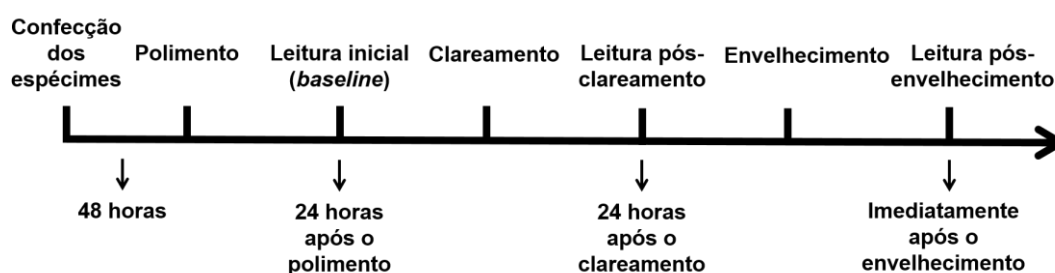 Confecção
dos
espécimes
Polimento
Leitura inicial
(baseline)
Clareamento
Leitura pós-
clareamento
Envelhecimento
Leitura pós-
envelhecimento
48 horas
24 horas
após o
polimento
24 horas
após o
clareamento
Imediatamente
após o
envelhecimento